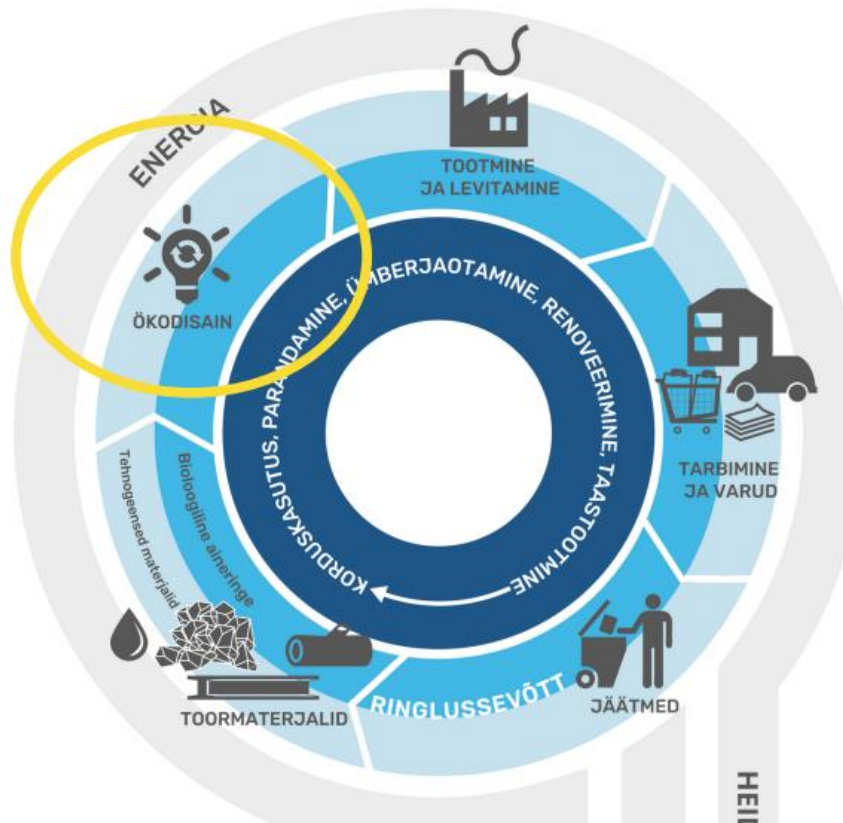 ENERGIA
TOOTMINE
JA LEVITAMINE
ÖKODISAIN
KORDUSKASUTUS, PARANDAMINE, ÜMBERJAOTAMINE, RENOVEERIMINE, TAASTOOTMINE
TARBIMINE
JA VARUD
Tehnogeensed materjalid
Bioloogiline aineringe
TOORMATERJALID
RINGLUSSEVÕTT
JÄÄTMED